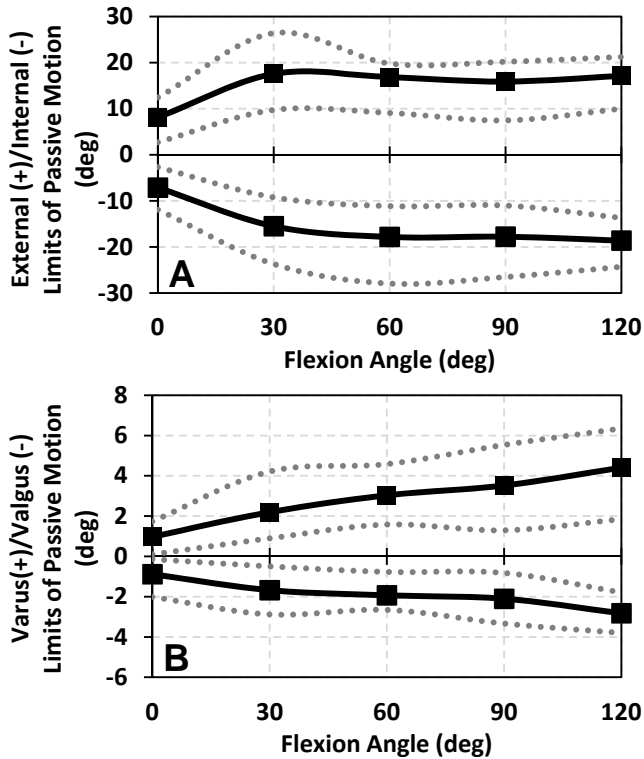 External (+)/Internal (-)
Limits of Passive Motion
(deg)
30
20
10
0
-10
-20
-30
A
0 30 60 90 120
Flexion Angle (deg)
Varus(+)/Valgus (-)
Limits of Passive Motion
(deg)
8
6
4
2
0
-2
-4
-6
B
0 30 60 90 120
Flexion Angle (deg)